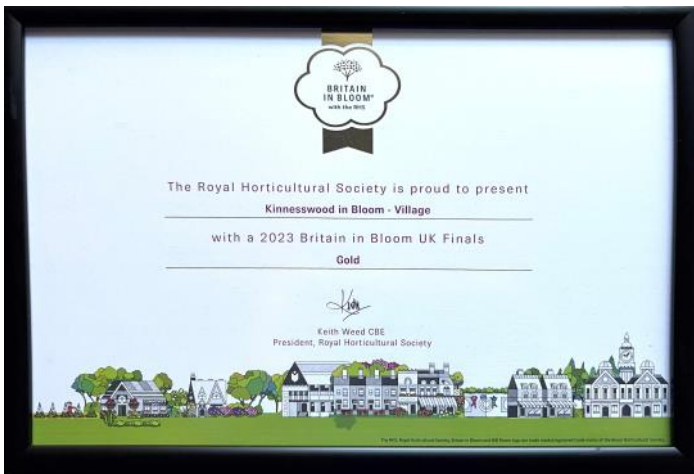 BRITAIN
IN BLOOM®
with the RHS
The Royal Horticultural Society is proud to present
Kinnesswood in Bloom - Village
with a 2023 Britain in Bloom UK Finals
Gold
Keith Weed CBE
President, Royal Horticultural Society